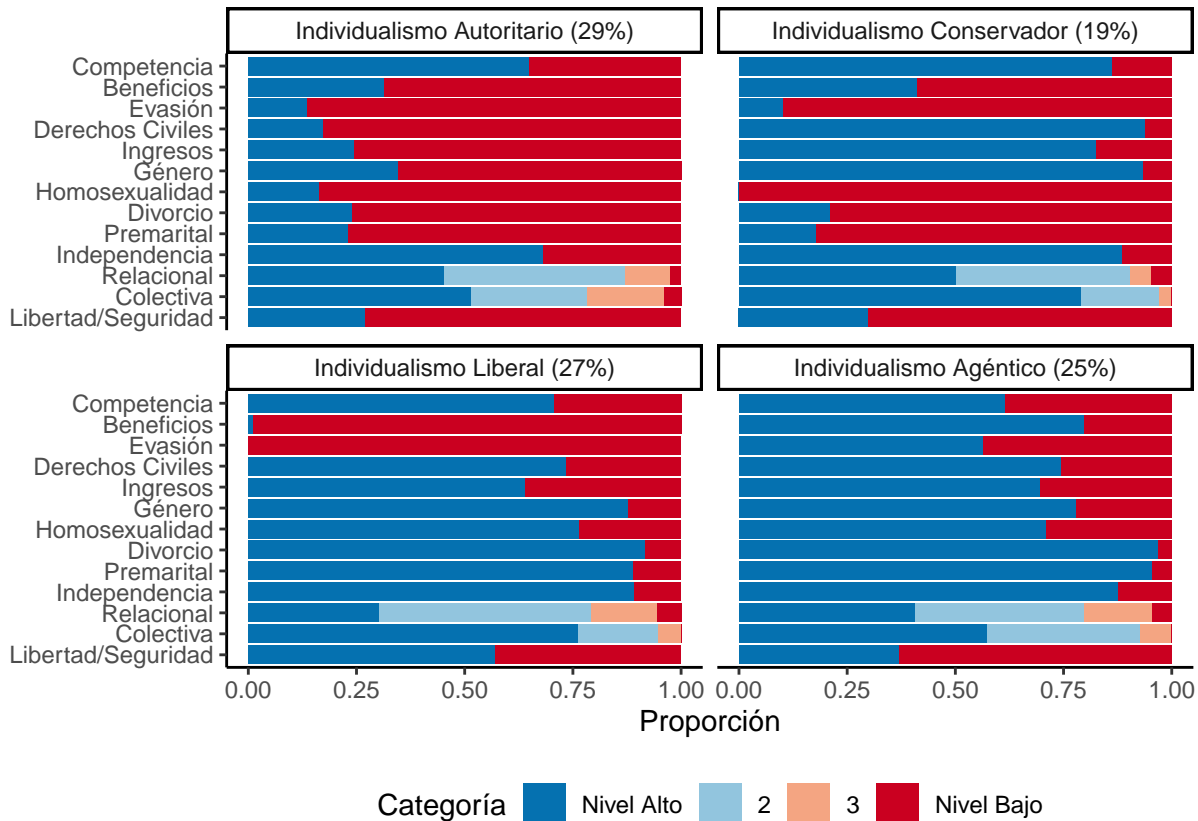 Individualismo Autoritario (29%)
Individualismo Conservador (19%)
Competencia
Beneficios
Evasión
Derechos Civiles
Ingresos
Género
Homosexualidad
Divorcio
Premarital
Independencia
Relacional
Colectiva
Libertad/Seguridad
Individualismo Liberal (27%)
Individualismo Agéntico (25%)
Competencia
Beneficios
Evasión
Derechos Civiles
Ingresos
Género
Homosexualidad
Divorcio
Premarital
Independencia
Relacional
Colectiva
Libertad/Seguridad
0.00 0.25 0.50 0.75 1.00 0.00 0.25 0.50 0.75 1.00
Proporción
Categoría Nivel Alto 2 3 Nivel Bajo